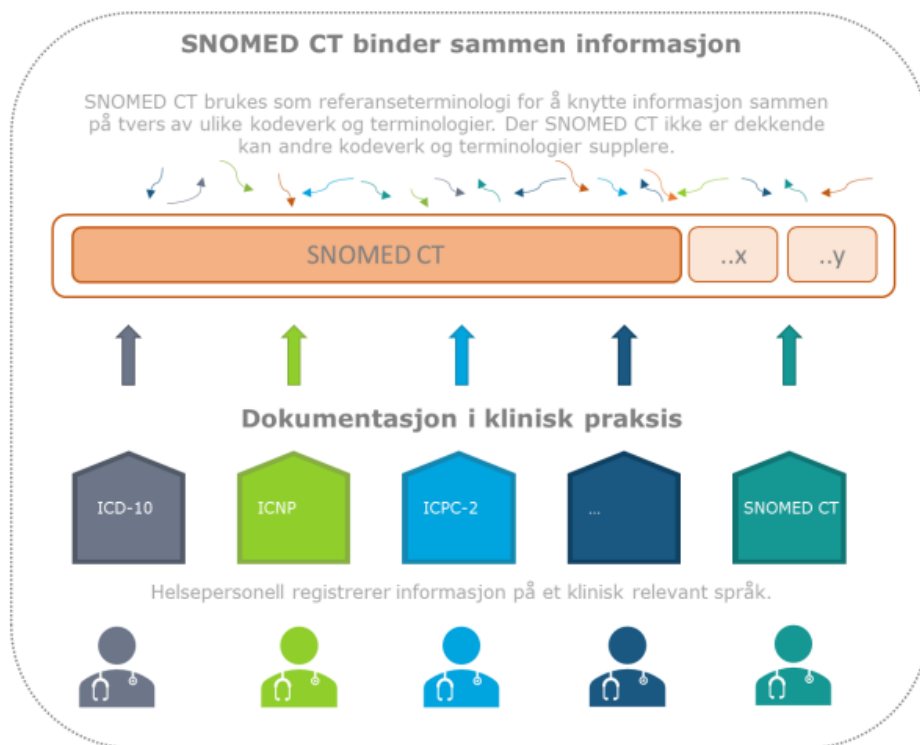 SNOMED CT binder sammen informasjon
SNOMED CT brukes som referanseterminologi for å knytte informasjon sammen
på tvers av ulike kodeverk og terminologier. Der SNOMED CT ikke er dekkende
kan andre kodeverk og terminologier supplere.
SNOMED CT
..x
..y
Dokumentasjon i klinisk praksis
ICD-10
ICNP
ICPC-2
...
SNOMED CT
Helsepersonell registrerer informasjon på et klinisk relevant språk.